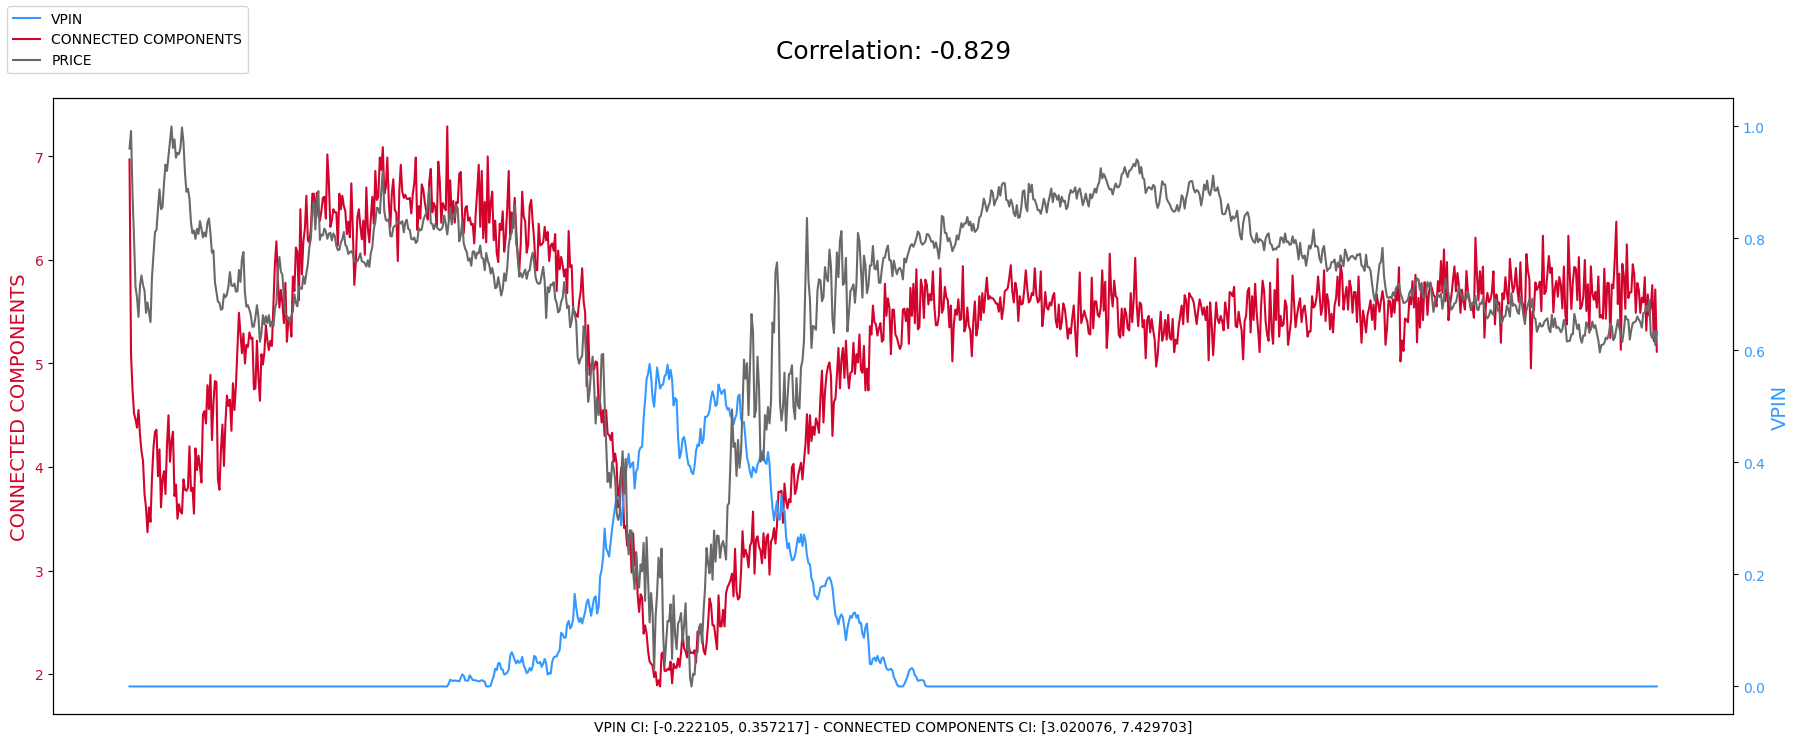 VPIN
CONNECTED COMPONENTS
PRICE
Correlation: -0.829
7
6
5
4
3
2
CONNECTED COMPONENTS
1.0
0.8
0.6
0.4
0.2
0.0
VPIN
VPIN CI: [-0.222105, 0.357217] - CONNECTED COMPONENTS CI: [3.020076, 7.429703]